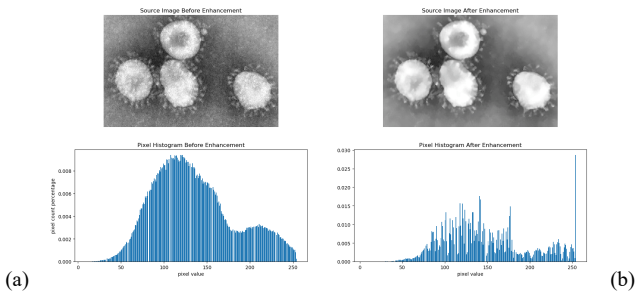 Source Image Before Enhancement
Source Image After Enhancement
Pixel Histogram Before Enhancement
pixel count percentage
0.008
0.006
0.004
0.002
0.000
0 50 100 150 200 250
pixel value
(a)
Pixel Histogram After Enhancement
0.030
0.025
0.020
0.015
0.010
0.005
0.000
0 50 100 150 200 250
pixel value
(b)